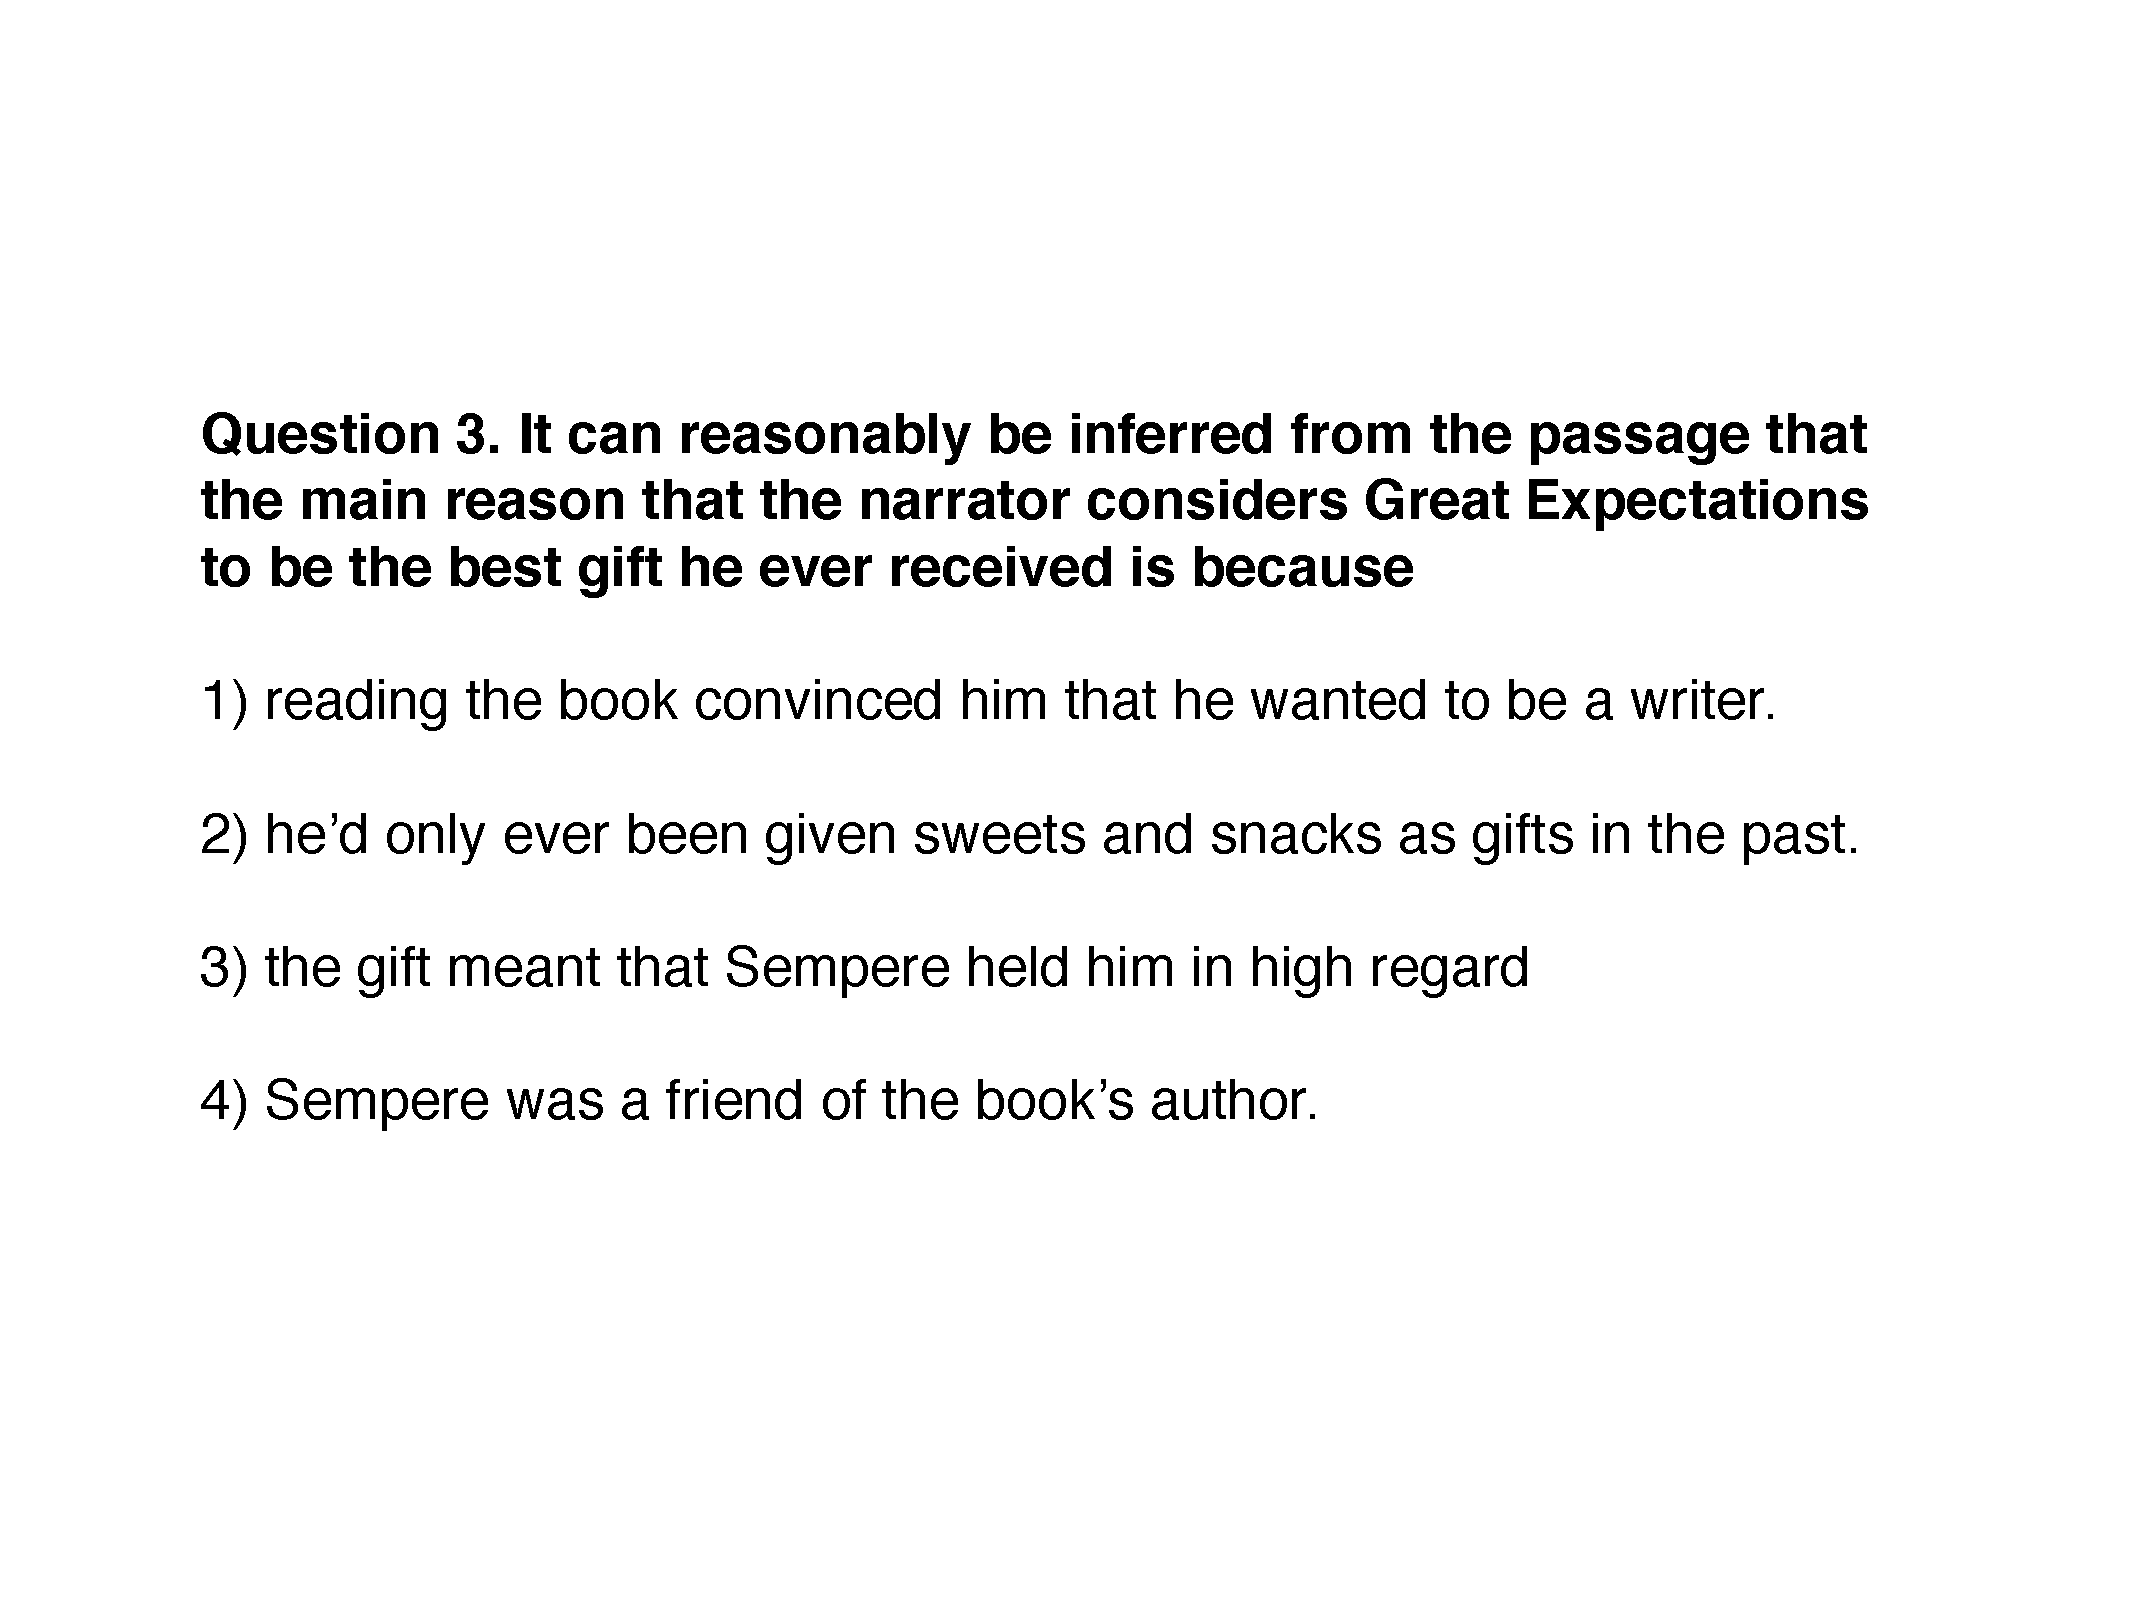 Question 3. It can reasonably be inferred from the passage that
the main reason that the narrator considers Great Expectations
to be the best gift he ever received is because
1) reading the book convinced him that he wanted to be a writer.
2) he’d only ever been given sweets and snacks as gifts in the past.
3) the gift meant that Sempere held him in high regard
4) Sempere was a friend of the book’s author.